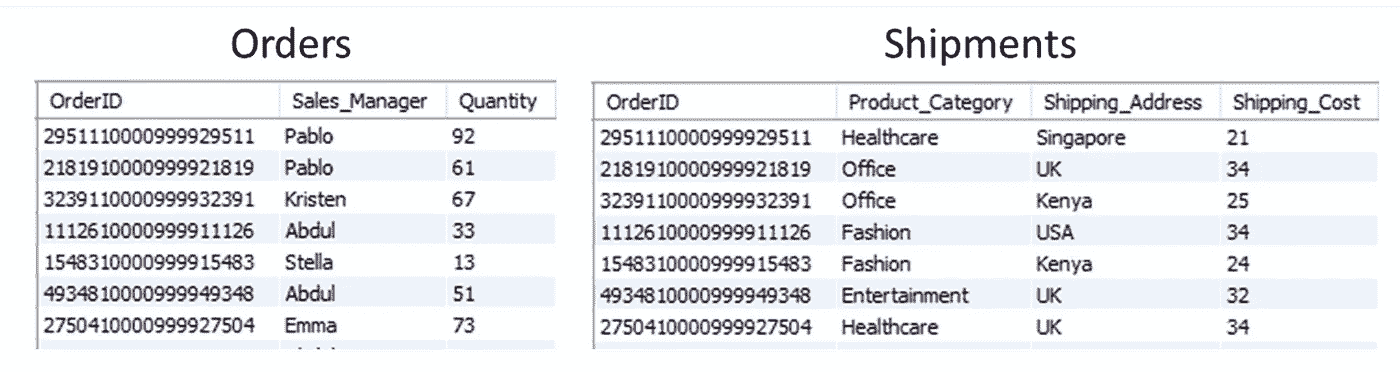 Orders Shipments
OrderID Sales_Manager Quantity OrderID Product_Category Shipping_Address Shipping_Cost
2951110000999929511 Pablo 92 2951110000999929511 Healthcare Singapore 21
2181910000999921819 Pablo 61 2181910000999921819 Office UK 34
3239110000999932391 Kristen 67 3239110000999932391 Office Kenya 25
1112610000999911126 Abdul 33 1112610000999911126 Fashion USA 34
1548310000999915483 Stella 13 1548310000999915483 Fashion Kenya 24
4934810000999949348 Abdul 51 4934810000999949348 Entertainment UK 32
2750410000999927504 Emma 73 2750410000999927504 Healthcare UK 34